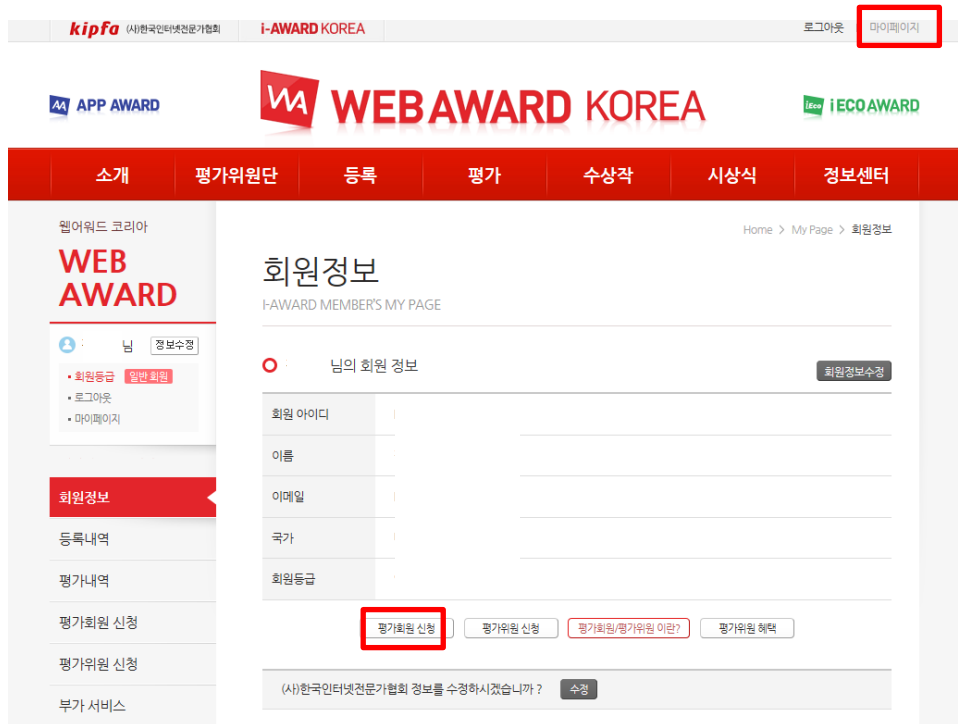 kipfa (사)한국인터넷전문가협회 i-AWARD KOREA 로그아웃 마이페이지
APP AWARD WA WEB AWARD KOREA iEco i ECO AWARD
소개 평가위원단 등록 평가 수상작 시상식 정보센터
웹어워드 코리아
WEB
AWARD
님 정보수정
회원등급 일반회원
로그아웃
마이페이지
회원정보
등록내역
평가내역
평가회원 신청
평가위원 신청
부가 서비스
Home > My Page > 회원정보
회원정보
I-AWARD MEMBER'S MY PAGE
님의 회원 정보
회원정보수정
회원 아이디
이름
이메일
국가
회원등급
평가회원 신청 평가위원 신청 평가회원/평가위원 이란? 평가위원 혜택
(사)한국인터넷전문가협회 정보를 수정하시겠습니까 ? 수정